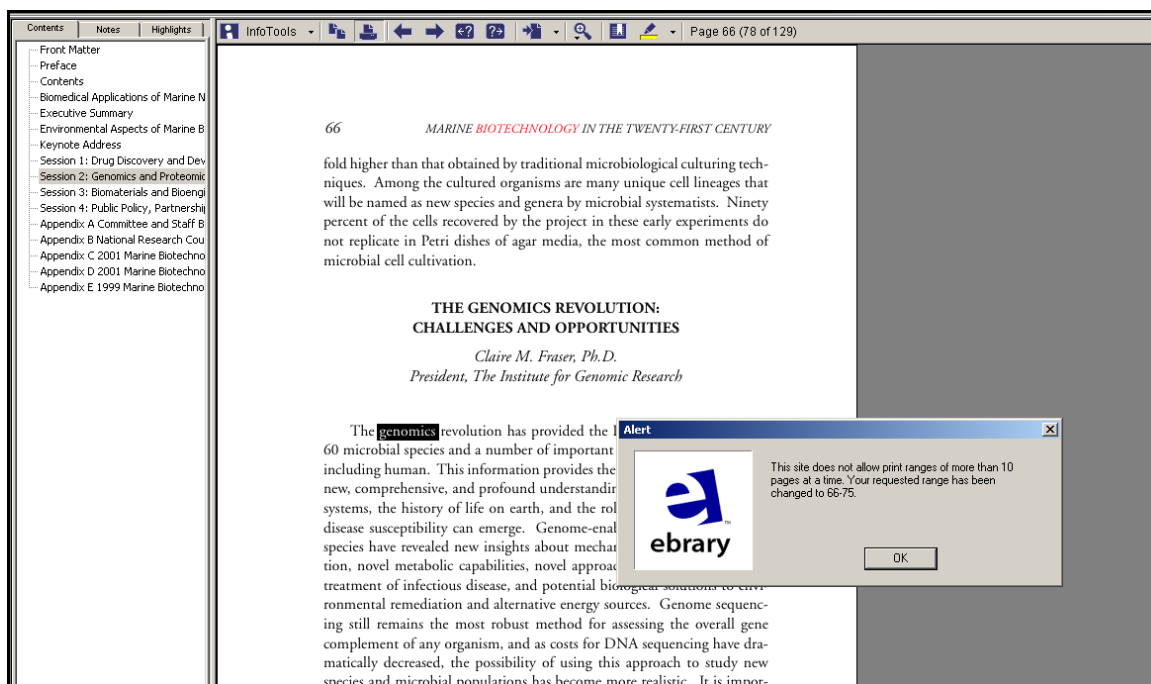 Contents Notes Highlights
InfoTools Page 66 (78 of 129)
Front Matter
Preface
Contents
Biomedical Applications of Marine N
Executive Summary
Environmental Aspects of Marine B
Keynote Address
Session 1: Drug Discovery and Dev
Session 2: Genomics and Proteomic
Session 3: Biomaterials and Bioengi
Session 4: Public Policy, Partnershi
Appendix A Committee and Staff B
Appendix B National Research Cou
Appendix C 2001 Marine Biotechno
Appendix D 2001 Marine Biotechno
Appendix E 1999 Marine Biotechno
66 MARINE BIOTECHNOLOGY IN THE TWENTY-FIRST CENTURY
fold higher than that obtained by traditional microbiological culturing tech-
niques. Among the cultured organisms are many unique cell lineages that
will be named as new species and genera by microbial systematists. Ninety
percent of the cells recovered by the project in these early experiments do
not replicate in Petri dishes of agar media, the most common method of
microbial cell cultivation.
THE GENOMICS REVOLUTION:
CHALLENGES AND OPPORTUNITIES
Claire M. Fraser, Ph.D.
President, The Institute for Genomic Research
The genomics revolution has provided the
60 microbial species and a number of important
including human. This information provides the
new, comprehensive, and profound understandin
systems, the history of life on earth, and the rol
disease susceptibility can emerge. Genome-enab
species have revealed new insights about mechan
tion, novel metabolic capabilities, novel approac
treatment of infectious disease, and potential biological solutions to envi-
ronmental remediation and alternative energy sources. Genome sequenc-
ing still remains the most robust method for assessing the overall gene
complement of any organism, and as costs for DNA sequencing have dra-
matically decreased, the possibility of using this approach to study new
species and microbial populations has become more realistic. It is impor-
Alert
ebrary
TM
This site does not allow print ranges of more than 10
pages at a time. Your requested range has been
changed to 66-75.
OK